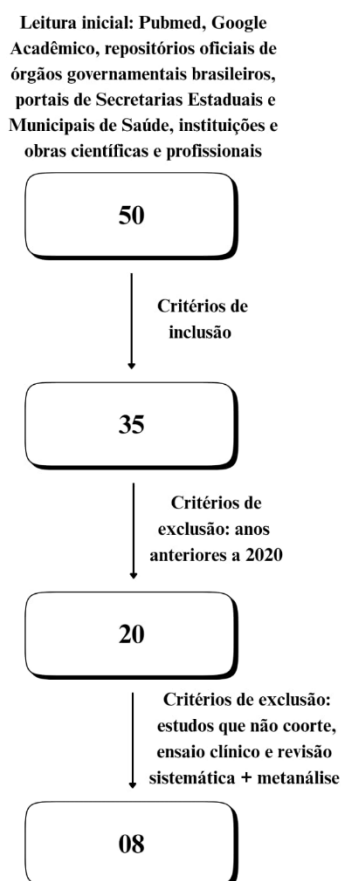 Leitura inicial: Pubmed, Google
Acadêmico, repositórios oficiais de
órgãos governamentais brasileiros,
portais de Secretarias Estaduais e
Municipais de Saúde, instituições e
obras científicas e profissionais
50
Critérios de
inclusão
35
Critérios de
exclusão: anos
anteriores a 2020
20
Critérios de exclusão:
estudos que não coorte,
ensaio clínico e revisão
sistemática + metanálise
08